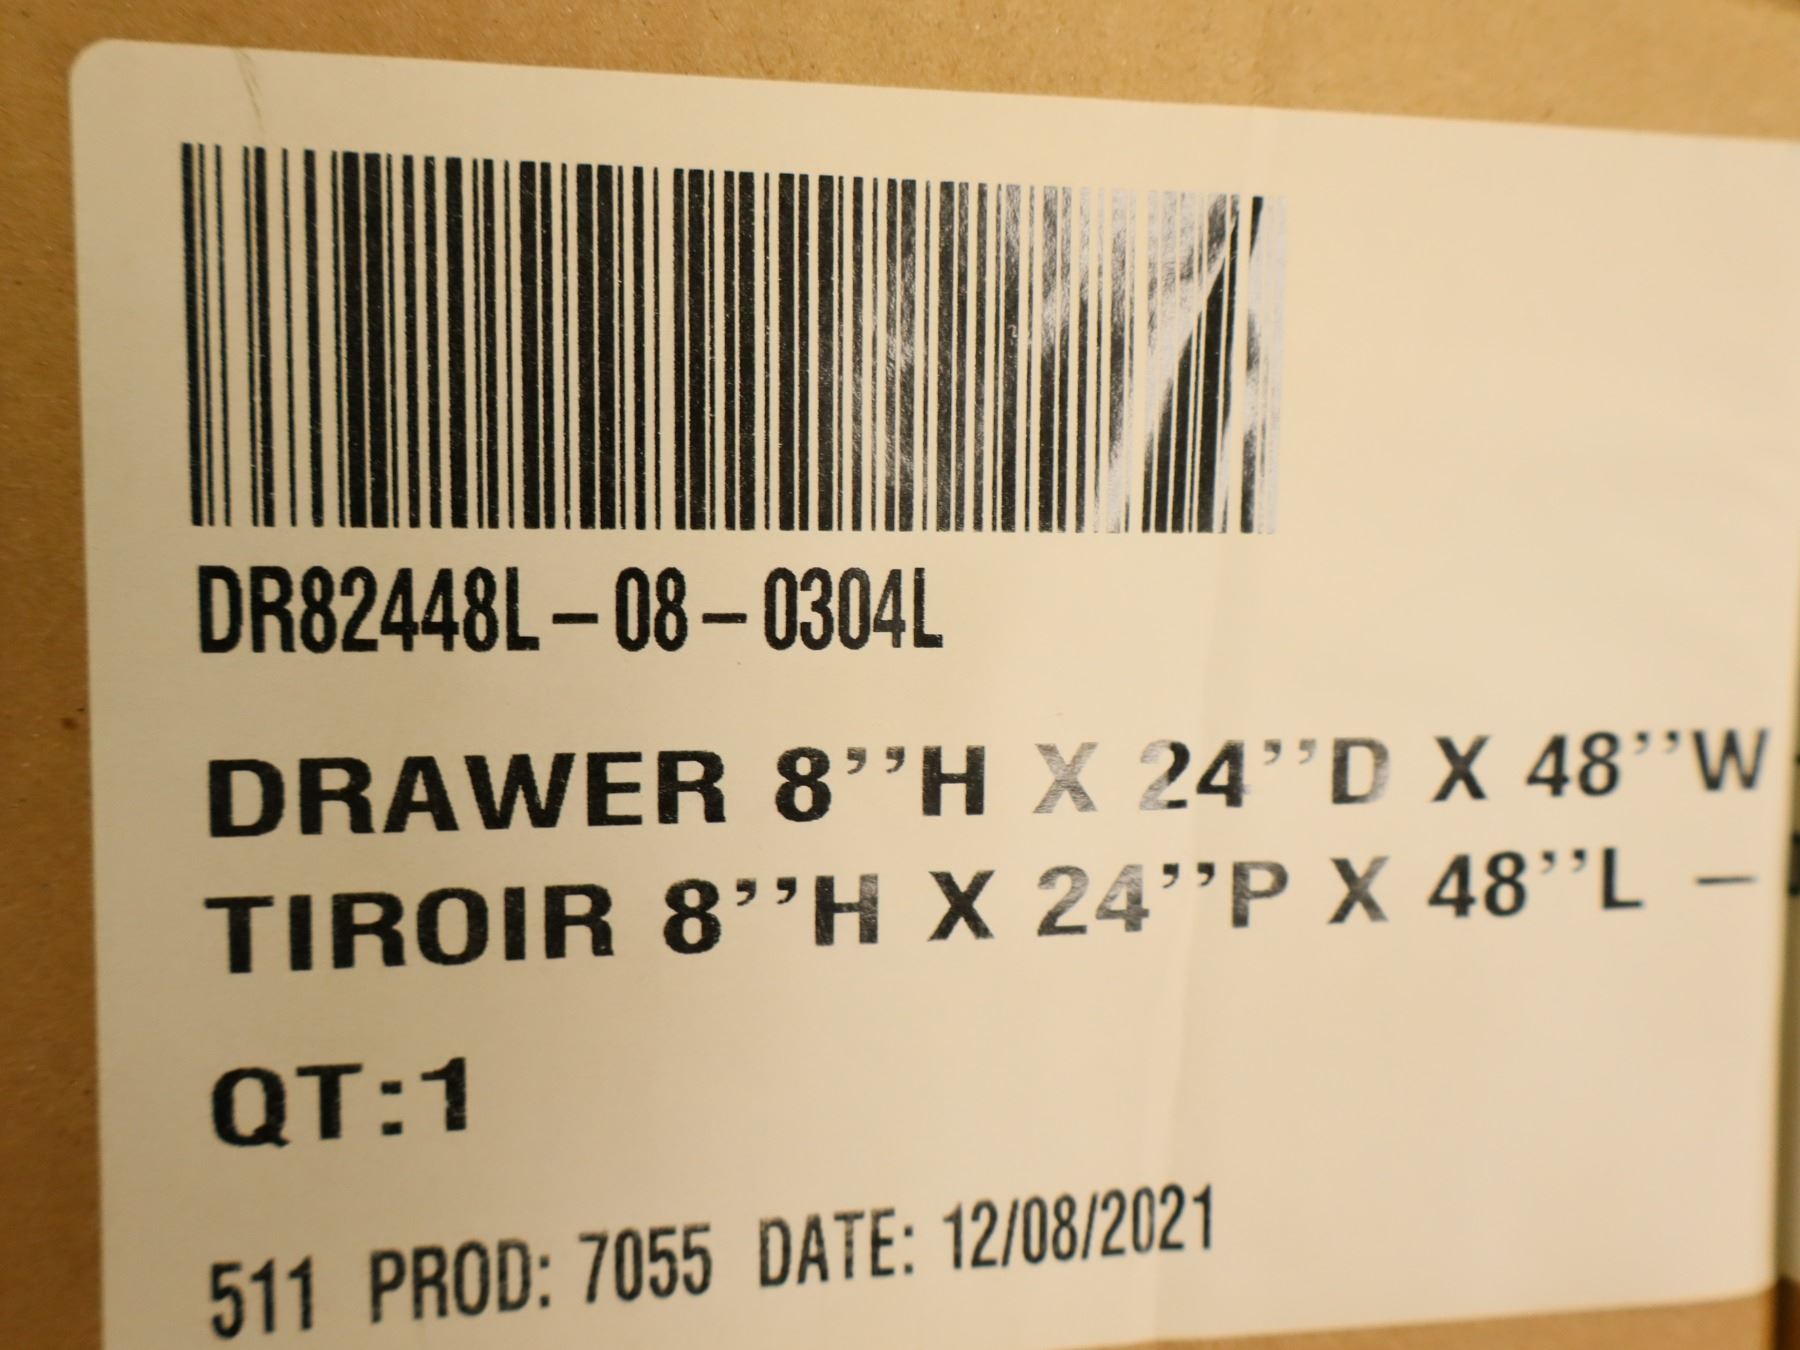 DR82448L-08-0304L
DRAWER 8''H X 24''D X 48''W
TIROIR 8''H X 24''P X 48''L -
QT:1
511 PROD: 7055 DATE: 12/08/2021